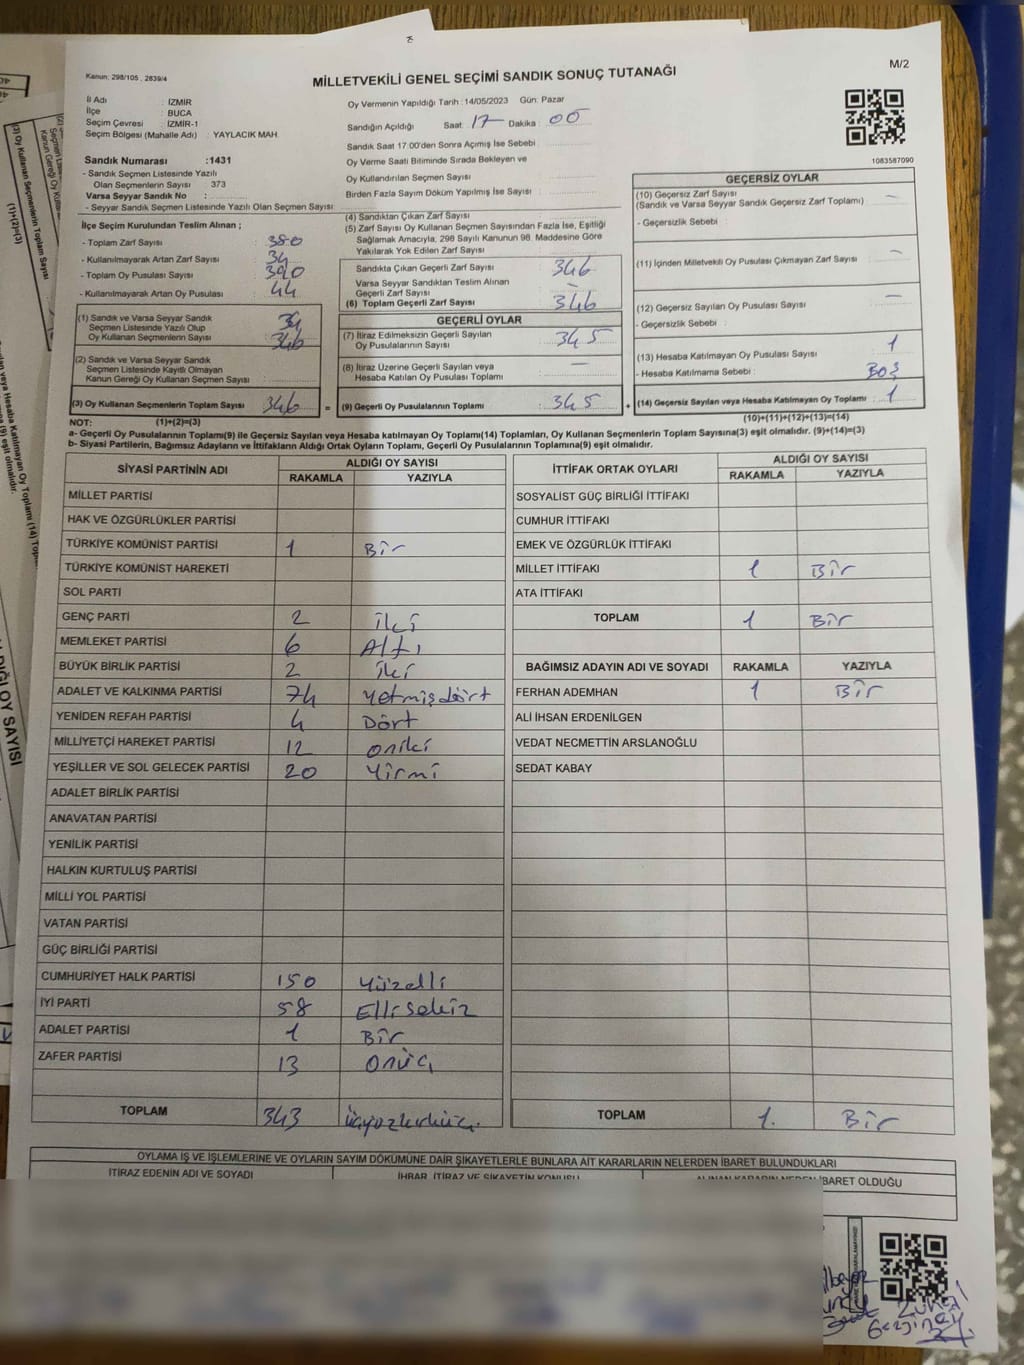 Kanun: 298/105 , 2839/4
MİLLETVEKİLİ GENEL SEÇİMİ SANDIK SONUÇ TUTANAĞI
M/2
İl Adı : İZMİR
İlçe : BUCA
Seçim Çevresi : İZMİR-1
Seçim Bölgesi (Mahalle Adı) : YAYLACIK MAH.
Oy Vermenin Yapıldığı Tarih :14/05/2023 Gün: Pazar
Sandığın Açıldığı Saat: 17 Dakika : 00
Sandık Saat 17.00'den Sonra Açımış İse Sebebi :
Oy Verme Saati Bitiminde Sırada Bekleyen ve
Oy Kullandırılan Seçmen Sayısı :
Birden Fazla Sayım Döküm Yapılmış İse Sayısı :
1083587090
Sandık Numarası :1431
- Sandık Seçmen Listesinde Yazılı
Olan Seçmenlerin Sayısı : 373
Varsa Seyyar Sandık No :
- Seyyar Sandık Seçmen Listesinde Yazılı Olan Seçmen Sayısı:
İlçe Seçim Kurulundan Teslim Alınan ;
- Toplam Zarf Sayısı : 380
- Kullanılmayarak Artan Zarf Sayısı : 34
- Toplam Oy Pusulası Sayısı : 390
- Kullanılmayarak Artan Oy Pusulası : 44
(1) Sandık ve Varsa Seyyar Sandık
Seçmen Listesinde Yazılı Olup
Oy Kullanan Seçmenlerin Sayısı : 346
(2) Sandık ve Varsa Seyyar Sandık
Seçmen Listesinde Kayıtlı Olmayan
Kanun Gereği Oy Kullanan Seçmen Sayısı :
(3) Oy Kullanan Seçmenlerin Toplam Sayısı : 346
(4) Sandıktan Çıkan Zarf Sayısı
(5) Zarf Sayısı Oy Kullanan Seçmen Sayısından Fazla İse, Eşitliği
Sağlamak Amacıyla, 298 Sayılı Kanunun 98. Maddesine Göre
Yakılarak Yok Edilen Zarf Sayısı :
Sandıkta Çıkan Geçerli Zarf Sayısı : 346
Varsa Seyyar Sandıktan Teslim Alınan
Geçerli Zarf Sayısı : –
(6) Toplam Geçerli Zarf Sayısı : 346
GEÇERLİ OYLAR
(7) İtiraz Edilmeksizin Geçerli Sayılan
Oy Pusulalarının Sayısı : 345
(8) İtiraz Üzerine Geçerli Sayılan veya
Hesaba Katılan Oy Pusulası Toplamı : –
= (9) Geçerli Oy Pusulalarının Toplamı : 345
GEÇERSİZ OYLAR
(10) Geçersiz Zarf Sayısı
(Sandık ve Varsa Seyyar Sandık Geçersiz Zarf Toplamı) : –
- Geçersizlik Sebebi :
(11) İçinden Milletvekili Oy Pusulası Çıkmayan Zarf Sayısı : –
(12) Geçersiz Sayılan Oy Pusulası Sayısı : –
- Geçersizlik Sebebi :
(13) Hesaba Katılmayan Oy Pusulası Sayısı : 1
- Hesaba Katılmama Sebebi : BOŞ
+ (14) Geçersiz Sayılan veya Hesaba Katılmayan Oy Toplamı : 1
NOT: (1)+(2)=(3)
(10)+(11)+(12)+(13)=(14)
a- Geçerli Oy Pusulalarının Toplamı(9) ile Geçersiz Sayılan veya Hesaba katılmayan Oy Toplamı(14) Toplamları, Oy Kullanan Seçmenlerin Toplam Sayısına(3) eşit olmalıdır. (9)+(14)=(3)
b- Siyasi Partilerin, Bağımsız Adayların ve İttifakların Aldığı Ortak Oyların Toplamı, Geçerli Oy Pusulalarının Toplamına(9) eşit olmalıdır.
SİYASİ PARTİNİN ADI ALDIĞI OY SAYISI
RAKAMLA YAZIYLA
MİLLET PARTİSİ
HAK VE ÖZGÜRLÜKLER PARTİSİ
TÜRKİYE KOMÜNİST PARTİSİ 1 Bir
TÜRKİYE KOMÜNİST HAREKETİ
SOL PARTİ
GENÇ PARTİ 2 İki
MEMLEKET PARTİSİ 6 Altı
BÜYÜK BİRLİK PARTİSİ 2 İki
ADALET VE KALKINMA PARTİSİ 74 Yetmişdört
YENİDEN REFAH PARTİSİ 4 Dört
MİLLİYETÇİ HAREKET PARTİSİ 12 oniki
YEŞİLLER VE SOL GELECEK PARTİSİ 20 Yirmi
ADALET BİRLİK PARTİSİ
ANAVATAN PARTİSİ
YENİLİK PARTİSİ
HALKIN KURTULUŞ PARTİSİ
MİLLİ YOL PARTİSİ
VATAN PARTİSİ
GÜÇ BİRLİĞİ PARTİSİ
CUMHURİYET HALK PARTİSİ 150 Yüzelli
İYİ PARTİ 58 Ellisekiz
ADALET PARTİSİ 1 Bir
ZAFER PARTİSİ 13 Onüç
TOPLAM 343
İTTİFAK ORTAK OYLARI ALDIĞI OY SAYISI
RAKAMLA YAZIYLA
SOSYALİST GÜÇ BİRLİĞİ İTTİFAKI
CUMHUR İTTİFAKI
EMEK VE ÖZGÜRLÜK İTTİFAKI
MİLLET İTTİFAKI 1 Bir
ATA İTTİFAKI
TOPLAM 1 Bir
BAĞIMSIZ ADAYIN ADI VE SOYADI RAKAMLA YAZIYLA
FERHAN ADEMHAN 1 Bir
ALİ İHSAN ERDENİLGEN
VEDAT NECMETTİN ARSLANOĞLU
SEDAT KABAY
TOPLAM 1. Bir
OYLAMA İŞ VE İŞLEMLERİNE VE OYLARIN SAYIM DÖKÜMÜNE DAİR ŞİKAYETLERLE BUNLARA AİT KARARLARIN NELERDEN İBARET BULUNDUKLARI
İTİRAZ EDENİN ADI VE SOYADI
İHBAR, İTİRAZ VE ŞİKAYETİN KONUSU
ALINAN KARARIN NEDEN İBARET OLDUĞU